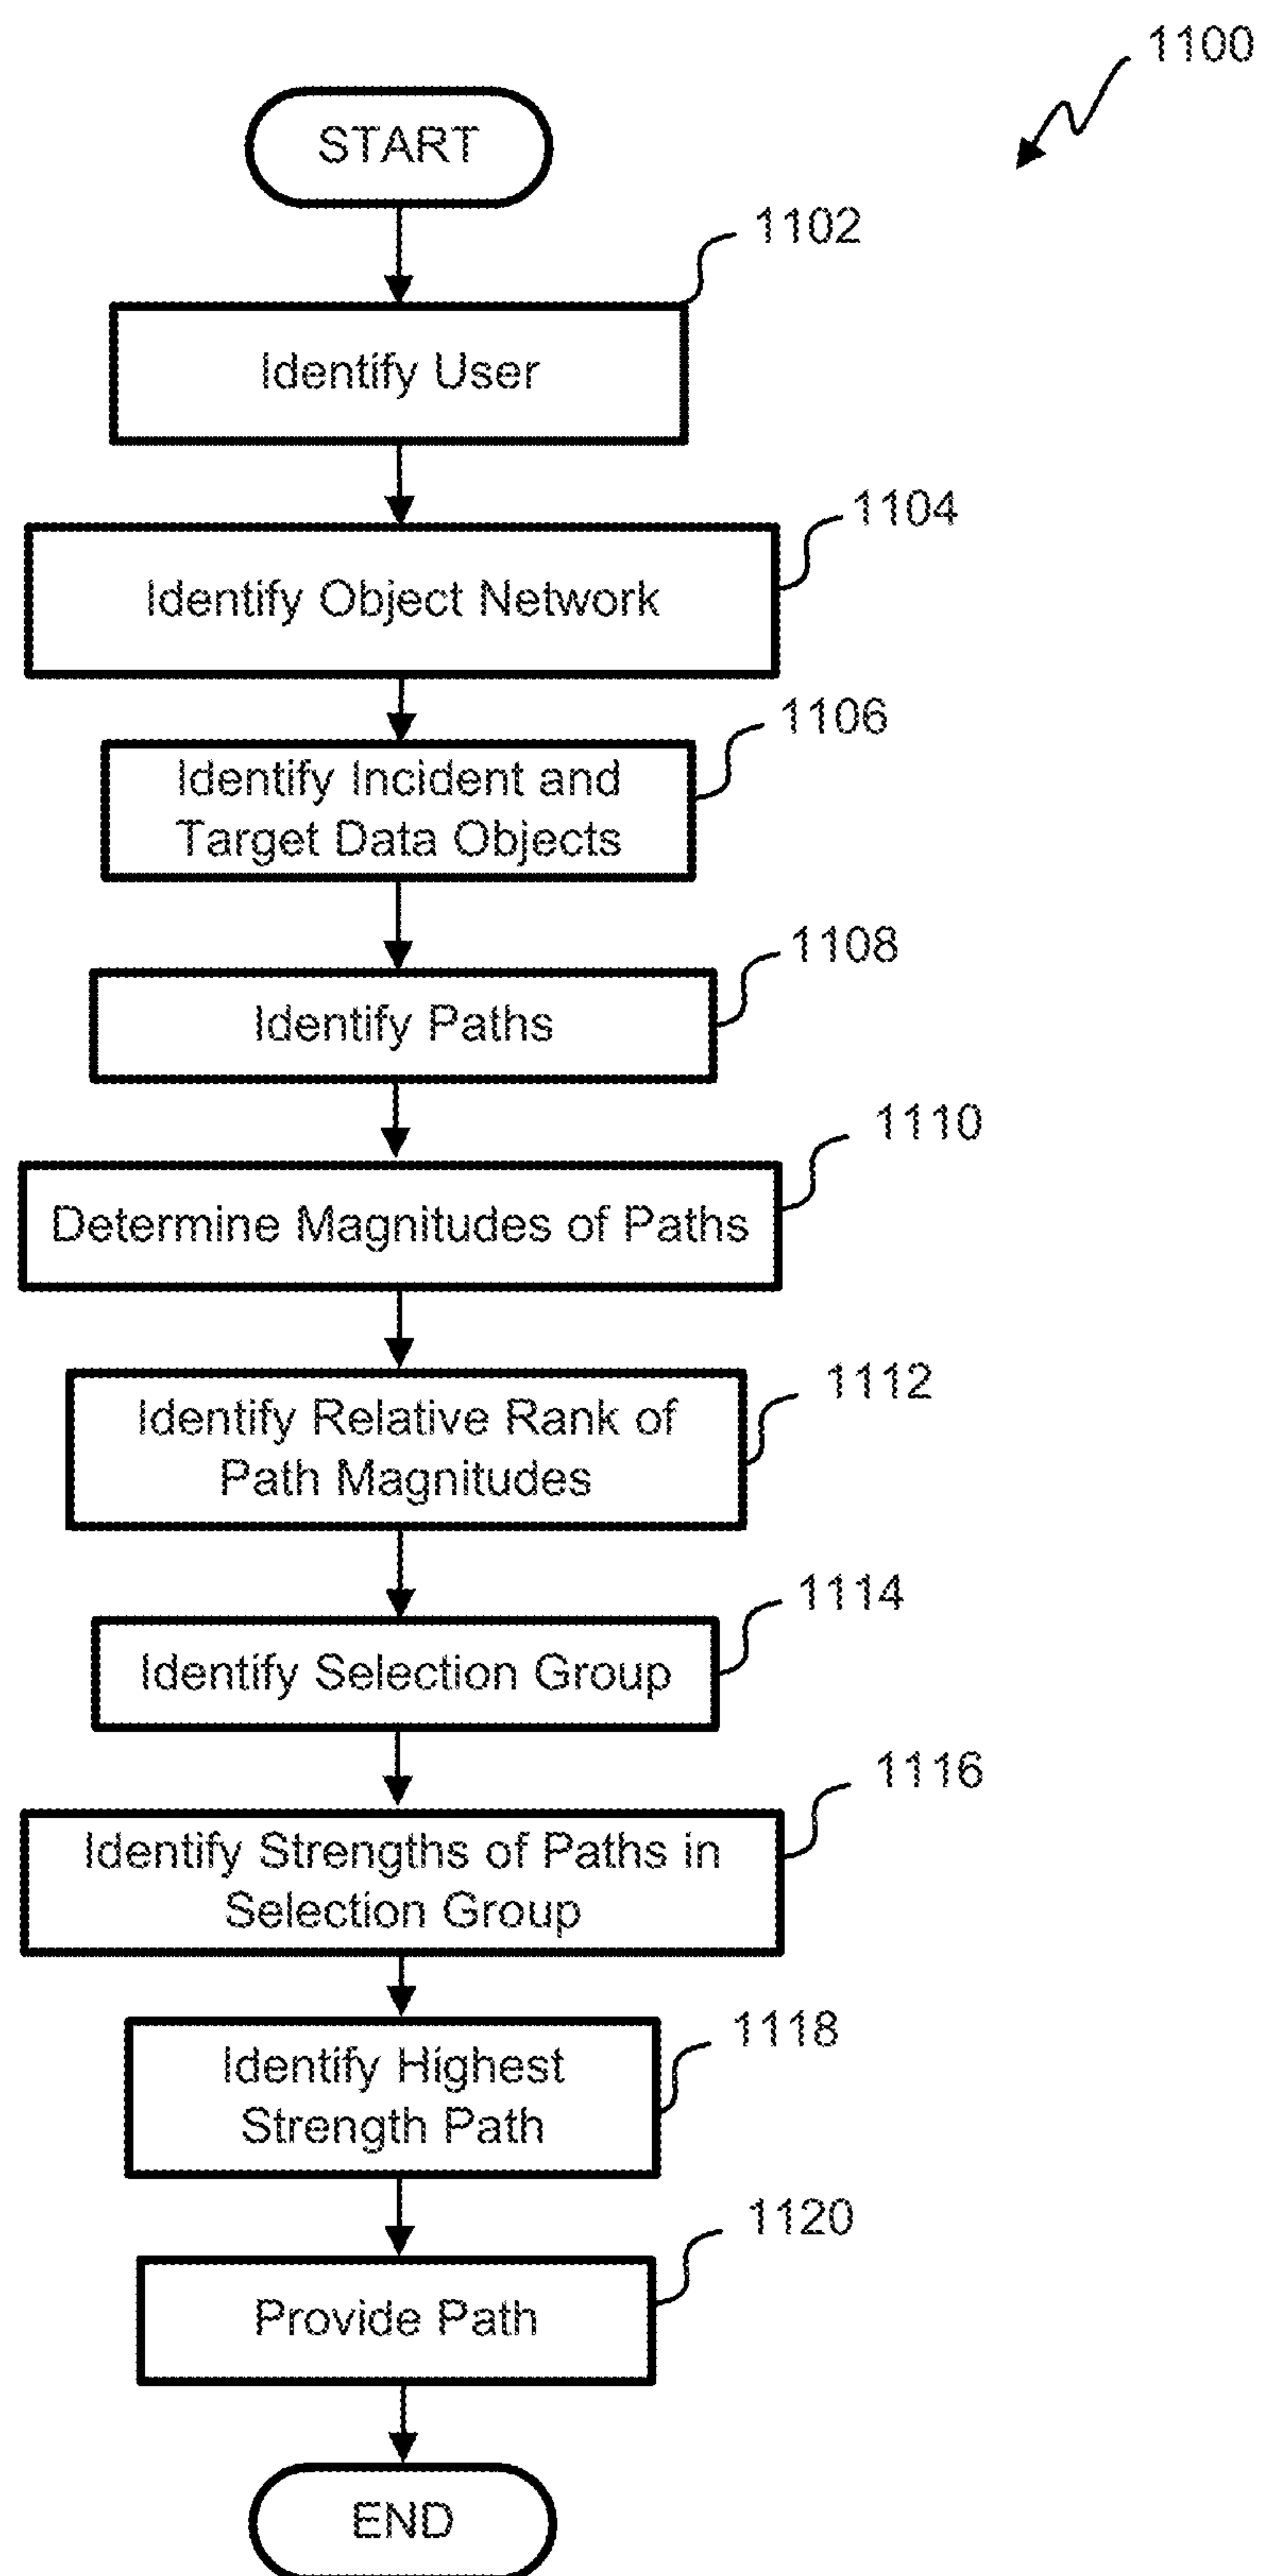 1100
START
1102
Identify User
1104
Identify Object Network
1106
Identify Incident and
Target Data Objects
1108
Identify Paths
1110
Determine Magnitudes of Paths
1112
Identify Relative Rank of
Path Magnitudes
1114
Identify Selection Group
1116
Identify Strengths of Paths in
Selection Group
1118
Identify Highest
Strength Path
1120
Provide Path
END